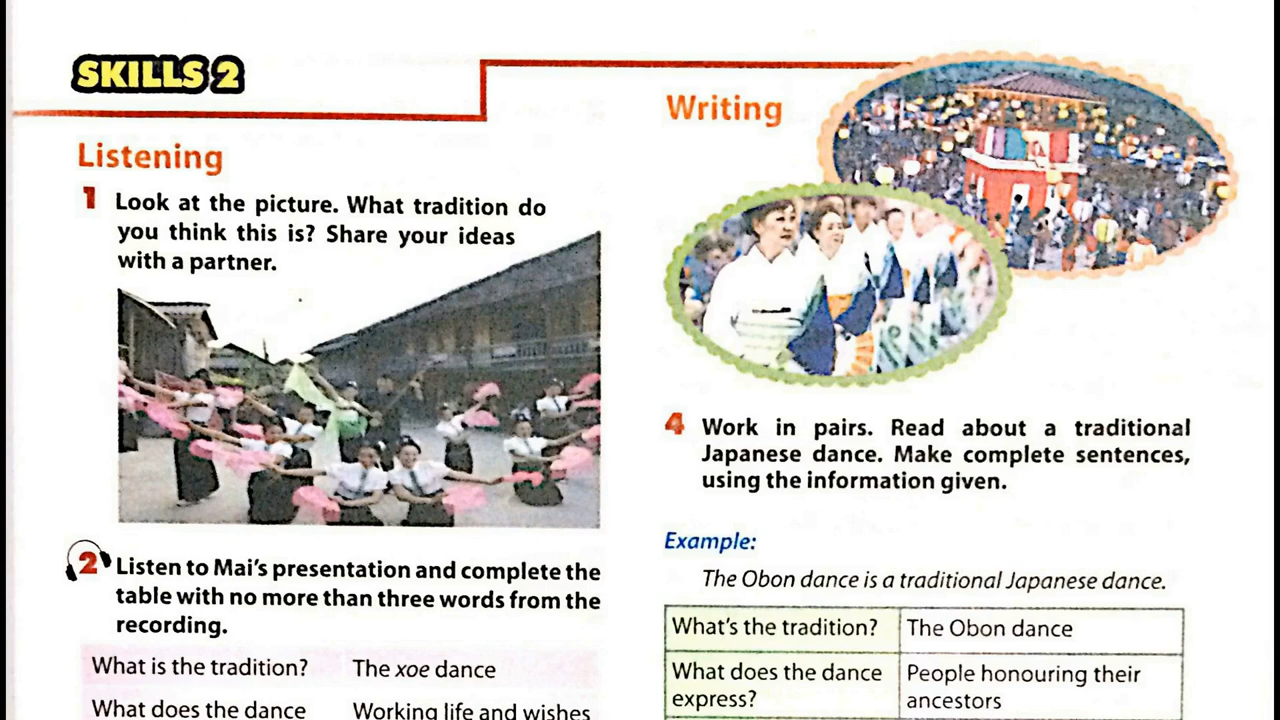 SKILLS 2
Listening
1 Look at the picture. What tradition do
you think this is? Share your ideas
with a partner.
2 Listen to Mai's presentation and complete the
table with no more than three words from the
recording.
What is the tradition? The xoe dance
What does the dance Working life and wishes
Writing
4 Work in pairs. Read about a traditional
Japanese dance. Make complete sentences,
using the information given.
Example:
The Obon dance is a traditional Japanese dance.
What's the tradition? The Obon dance
What does the dance People honouring their
express? ancestors